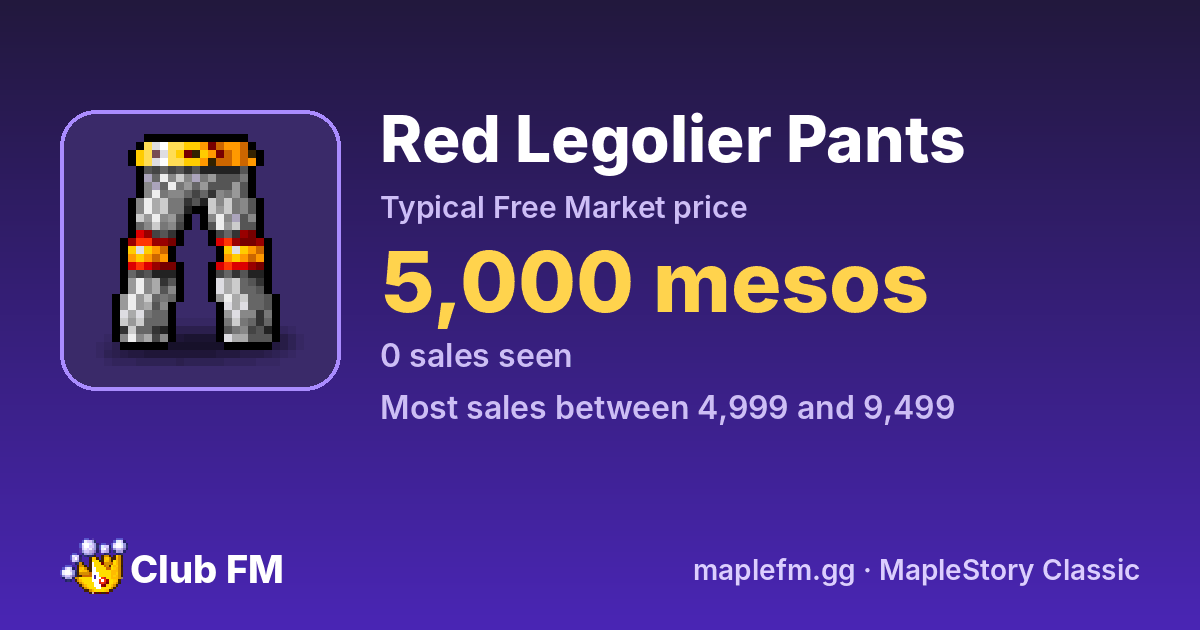 Red Legolier Pants
Typical Free Market price
5,000 mesos
0 sales seen
Most sales between 4,999 and 9,499
Club FM
maplefm.gg · MapleStory Classic